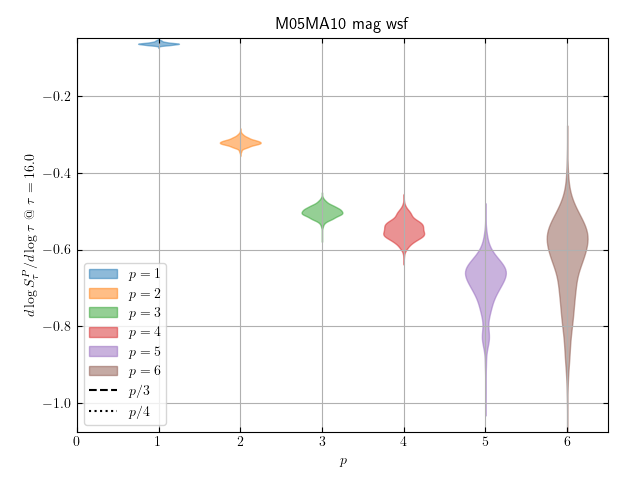 M05MA10 mag wsf
d log S_τ^P / d log τ @ τ = 16.0
−0.2
−0.4
−0.6
−0.8
−1.0
p = 1
p = 2
p = 3
p = 4
p = 5
p = 6
p/3
p/4
0 1 2 3 4 5 6
p